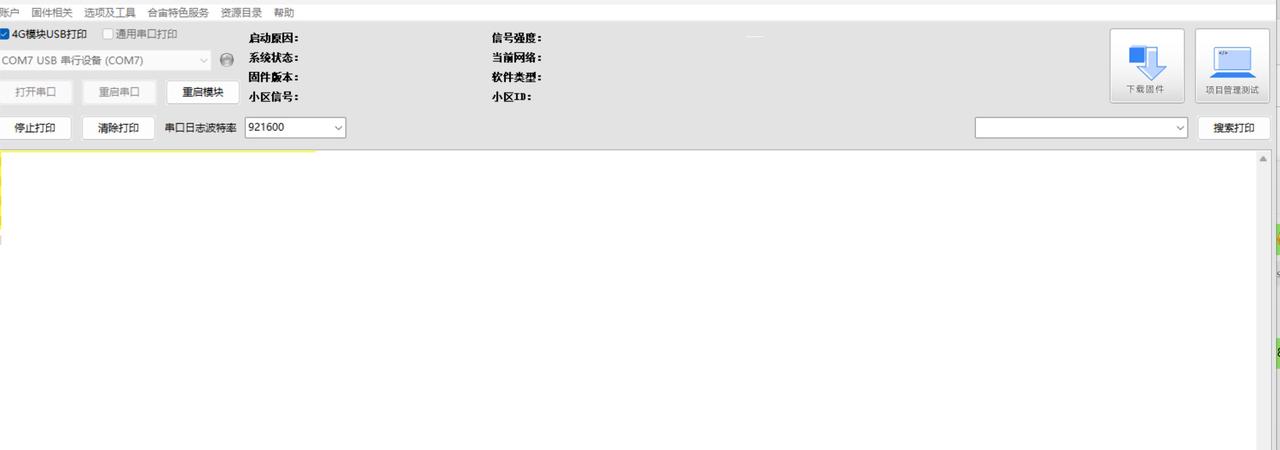 账户 固件相关 选项及工具 合宙特色服务 资源目录 帮助
4G模块USB打印 通用串口打印
COM7 USB 串行设备 (COM7)
打开串口 重启串口 重启模块
停止打印 清除打印 串口日志波特率 921600
启动原因：
系统状态：
固件版本：
小区信号：
信号强度：
当前网络：
软件类型：
小区ID：
下载固件
项目管理测试
搜索打印